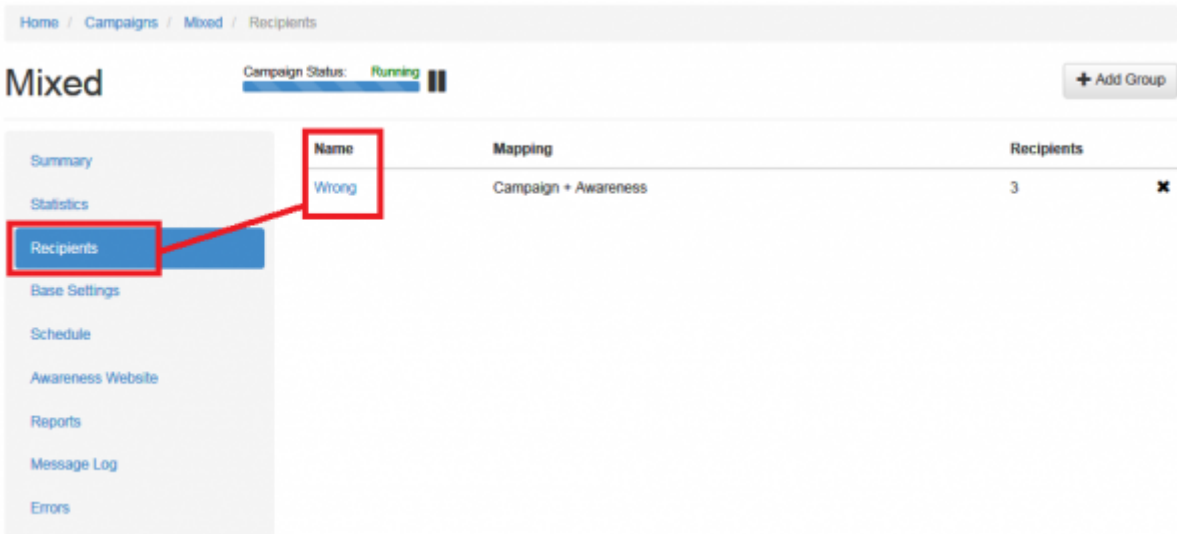 Home / Campaigns / Mixed / Recipients
Mixed
Campaign Status: Running
+ Add Group
Summary
Statistics
Recipients
Base Settings
Schedule
Awareness Website
Reports
Message Log
Errors
Name Mapping Recipients
Wrong Campaign + Awareness 3